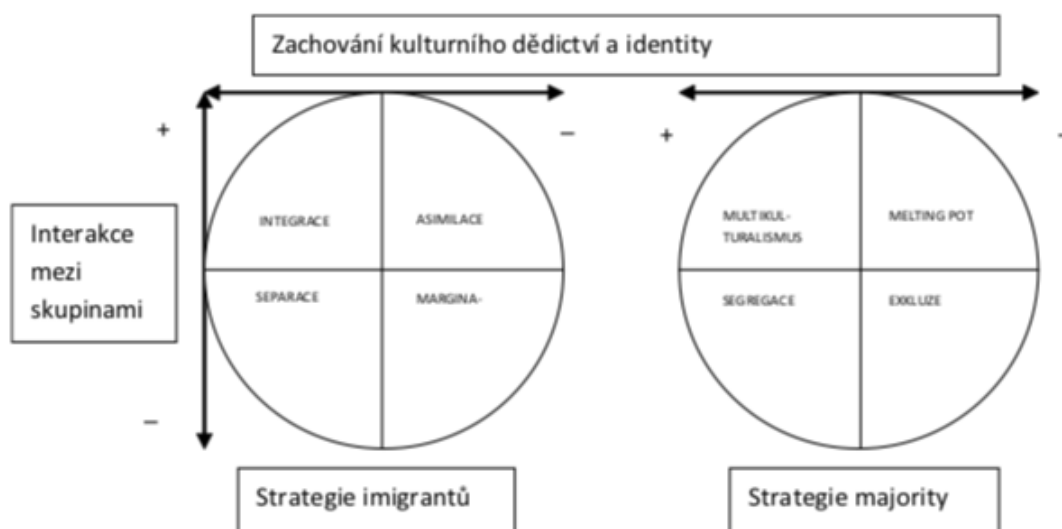 Zachování kulturního dědictví a identity
+
–
+
–
INTEGRACE
ASIMILACE
MULTIKUL-
TURALISMUS
MELTING POT
Interakce
mezi
skupinami
SEPARACE
MARGINA-
SEGREGACE
EXKLUZE
–
Strategie imigrantů
Strategie majority